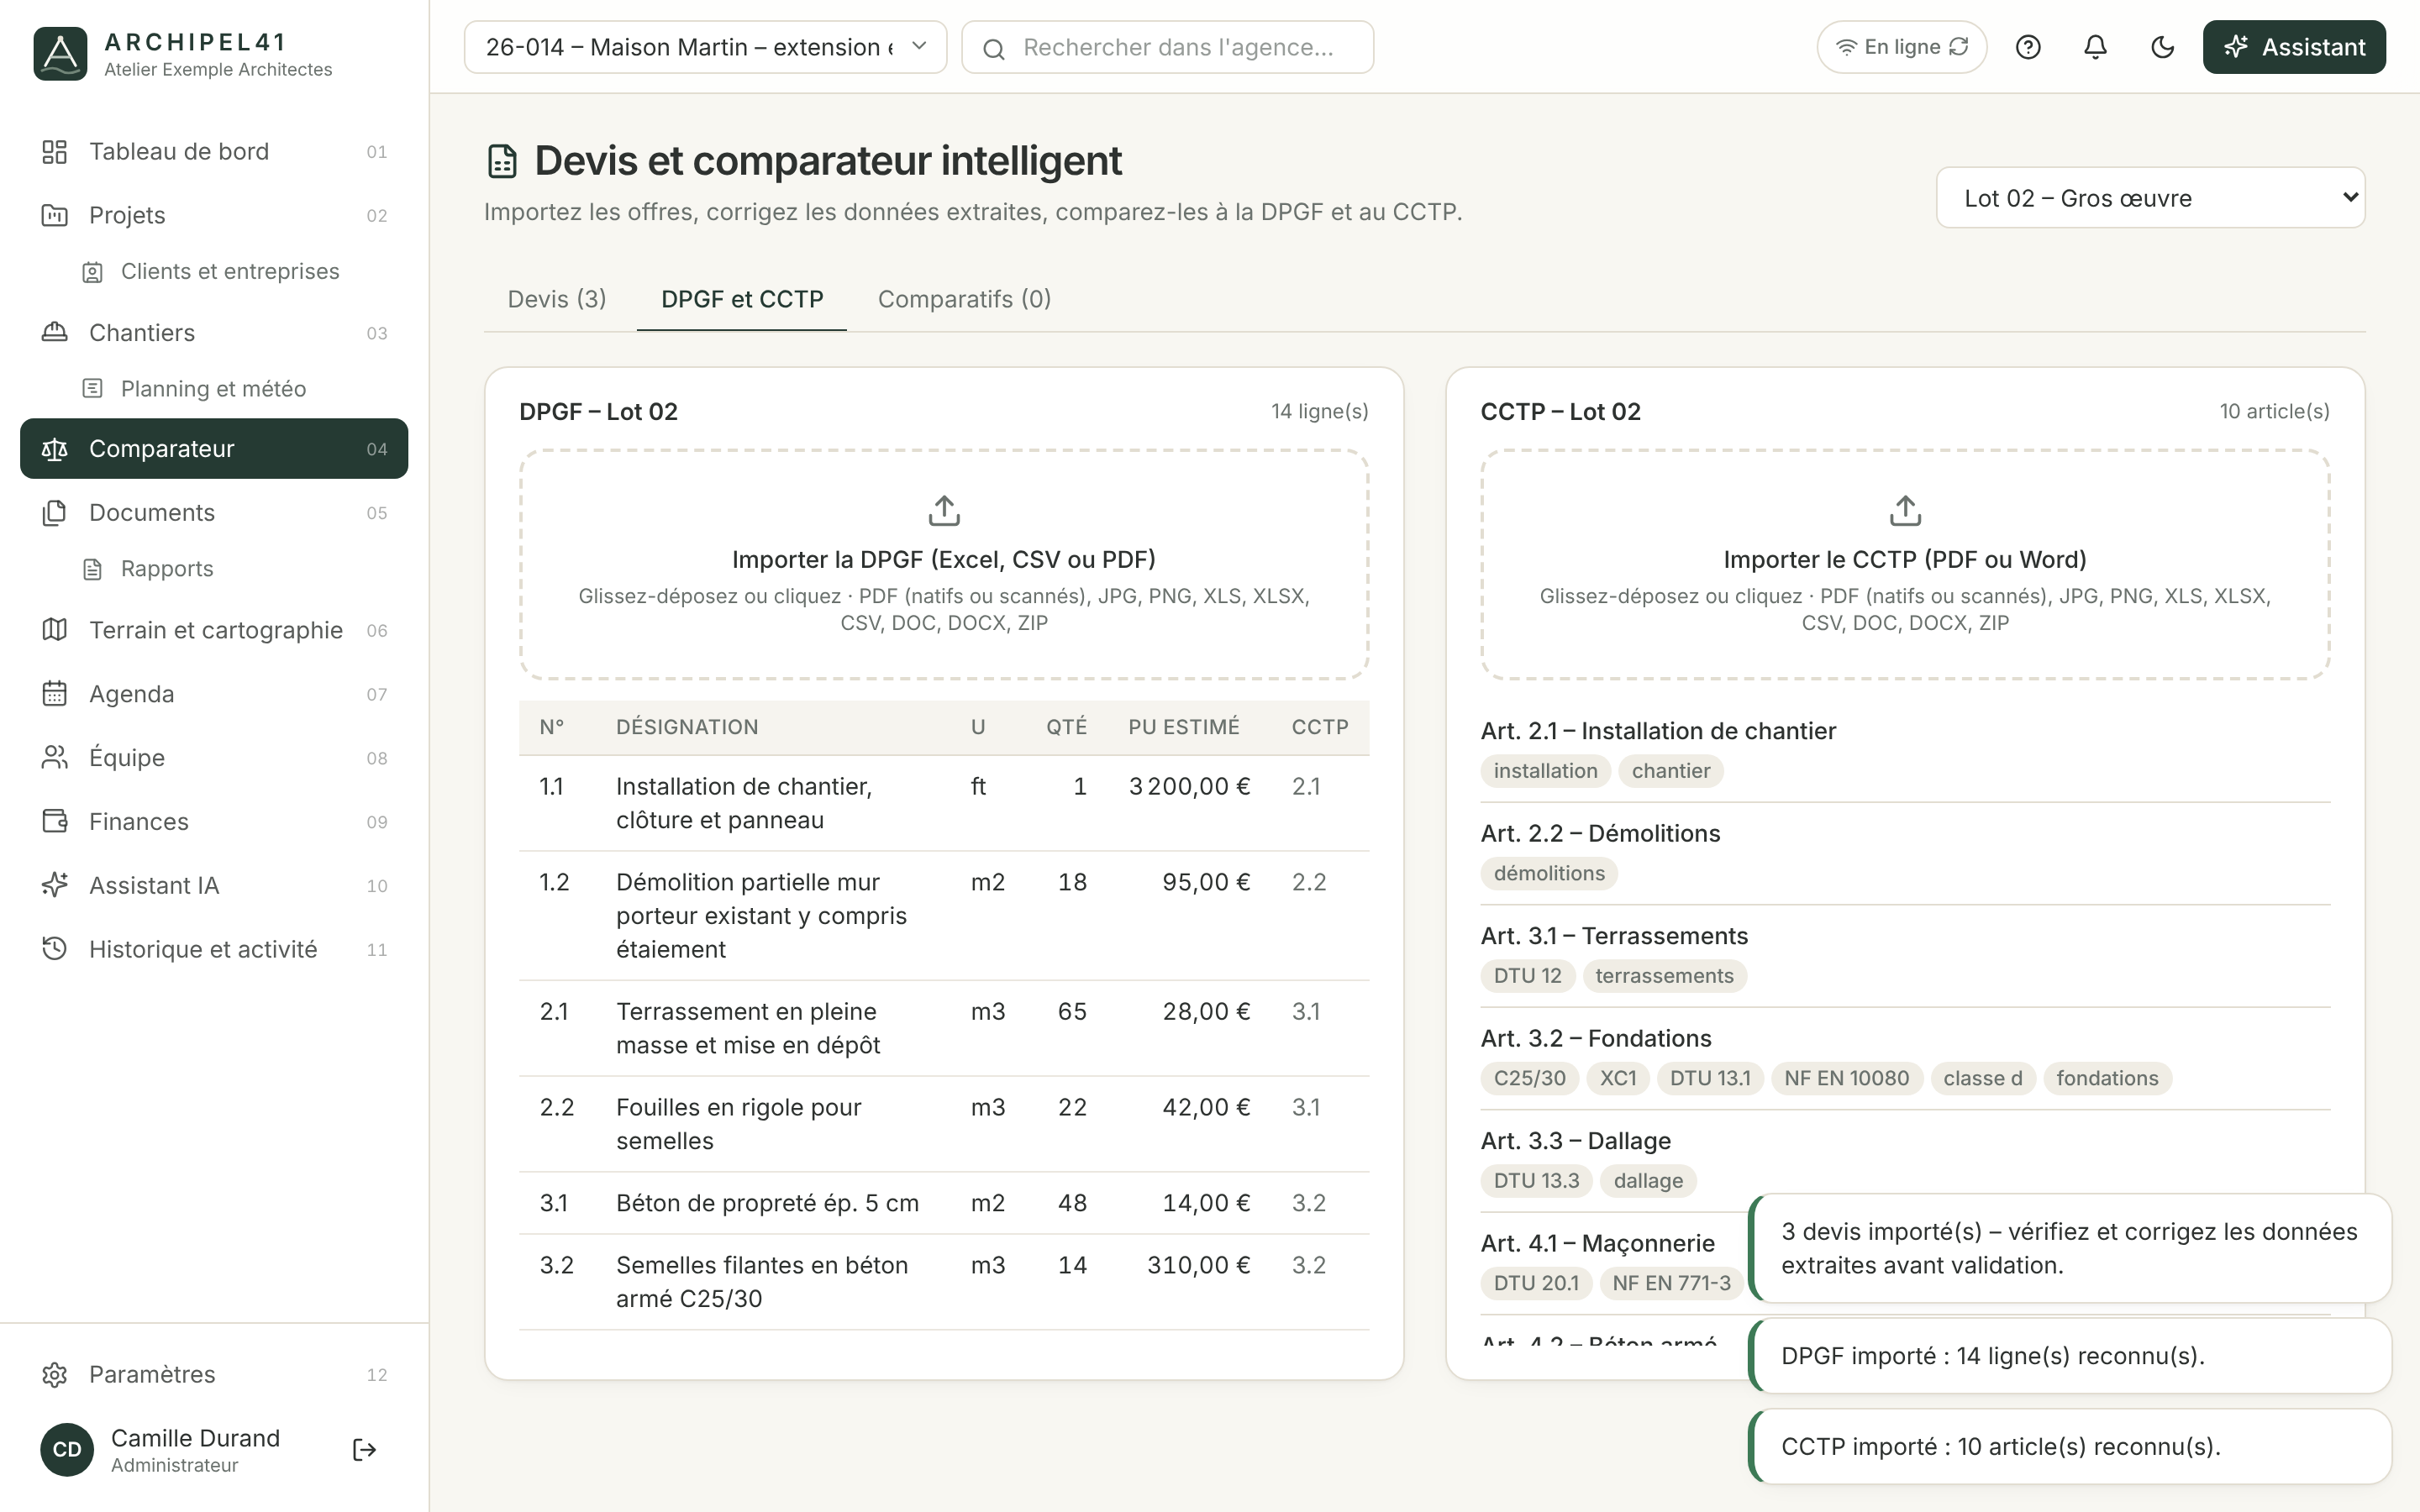 ARCHIPEL41
Atelier Exemple Architectes
Tableau de bord 01
Projets 02
Clients et entreprises
Chantiers 03
Planning et météo
Comparateur 04
Documents 05
Rapports
Terrain et cartographie 06
Agenda 07
Équipe 08
Finances 09
Assistant IA 10
Historique et activité 11
Paramètres 12
CD
Camille Durand
Administrateur
26-014 – Maison Martin – extension
Rechercher dans l'agence...
En ligne
Assistant
Devis et comparateur intelligent
Importez les offres, corrigez les données extraites, comparez-les à la DPGF et au CCTP.
Lot 02 – Gros œuvre
Devis (3) DPGF et CCTP Comparatifs (0)
DPGF – Lot 02 14 ligne(s)
Importer la DPGF (Excel, CSV ou PDF)
Glissez-déposez ou cliquez · PDF (natifs ou scannés), JPG, PNG, XLS, XLSX,
CSV, DOC, DOCX, ZIP
N° DÉSIGNATION U QTÉ PU ESTIMÉ CCTP
1.1 Installation de chantier, ft 1 3 200,00 € 2.1
clôture et panneau
1.2 Démolition partielle mur m2 18 95,00 € 2.2
porteur existant y compris
étaiement
2.1 Terrassement en pleine m3 65 28,00 € 3.1
masse et mise en dépôt
2.2 Fouilles en rigole pour m3 22 42,00 € 3.1
semelles
3.1 Béton de propreté ép. 5 cm m2 48 14,00 € 3.2
3.2 Semelles filantes en béton m3 14 310,00 € 3.2
armé C25/30
CCTP – Lot 02 10 article(s)
Importer le CCTP (PDF ou Word)
Glissez-déposez ou cliquez · PDF (natifs ou scannés), JPG, PNG, XLS, XLSX,
CSV, DOC, DOCX, ZIP
Art. 2.1 – Installation de chantier
installation chantier
Art. 2.2 – Démolitions
démolitions
Art. 3.1 – Terrassements
DTU 12 terrassements
Art. 3.2 – Fondations
C25/30 XC1 DTU 13.1 NF EN 10080 classe d fondations
Art. 3.3 – Dallage
DTU 13.3 dallage
Art. 4.1 – Maçonnerie
DTU 20.1 NF EN 771-3
Art. 4.2 – Béton armé
3 devis importé(s) – vérifiez et corrigez les données
extraites avant validation.
DPGF importé : 14 ligne(s) reconnu(s).
CCTP importé : 10 article(s) reconnu(s).